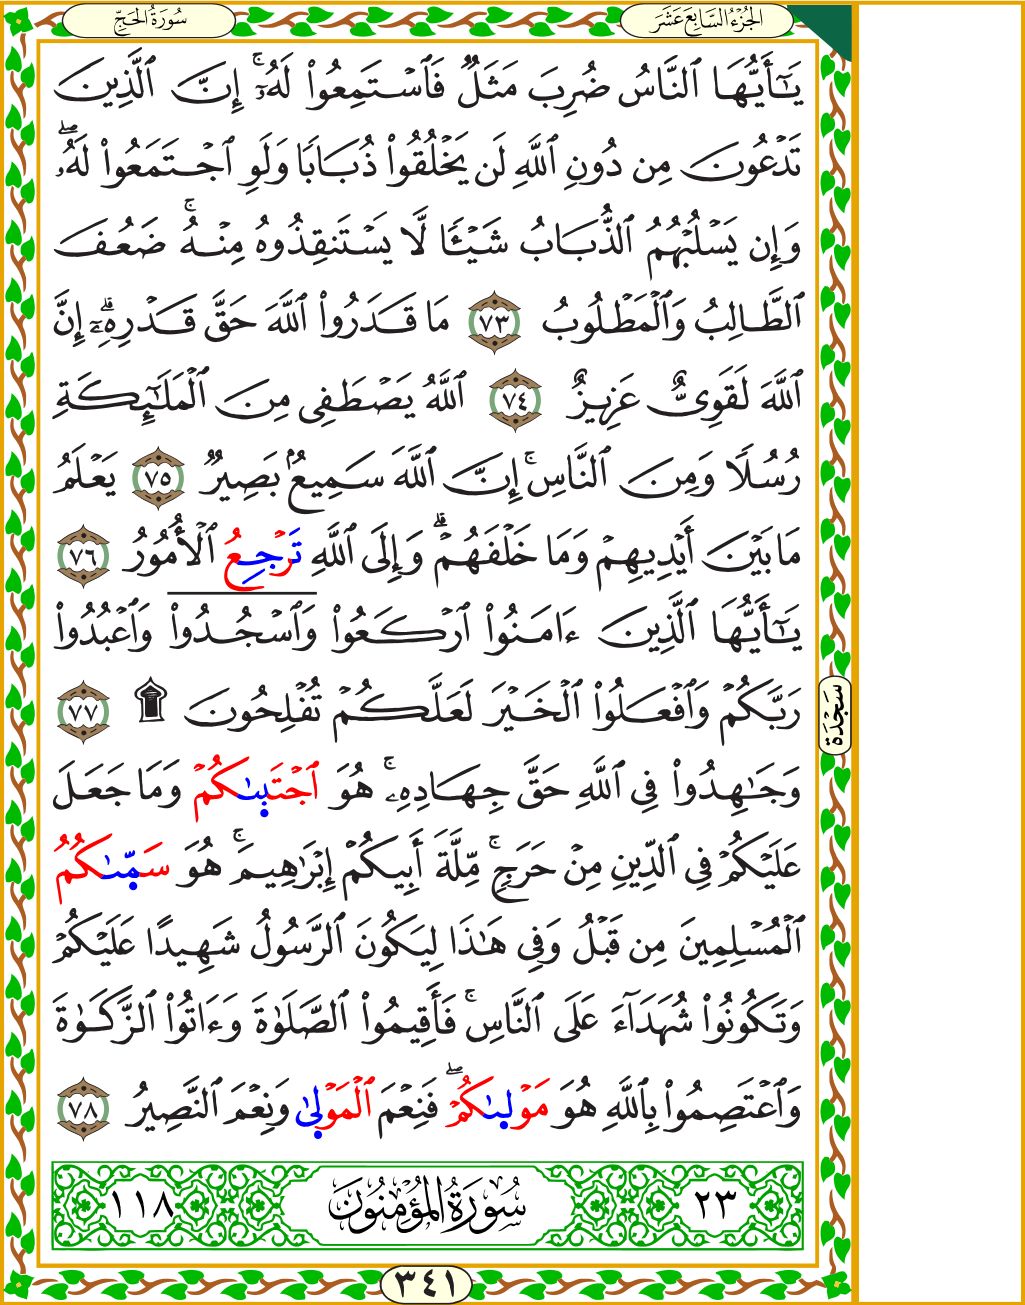 سُورَةُ الحَجِّ
الجُزْءُ السَّابِعَ عَشَرَ
يَٰٓأَيُّهَا ٱلنَّاسُ ضُرِبَ مَثَلٞ فَٱسۡتَمِعُواْ لَهُۥٓۚ إِنَّ ٱلَّذِينَ
تَدۡعُونَ مِن دُونِ ٱللَّهِ لَن يَخۡلُقُواْ ذُبَابٗا وَلَوِ ٱجۡتَمَعُواْ لَهُۥۖ
وَإِن يَسۡلُبۡهُمُ ٱلذُّبَابُ شَيۡـٔٗا لَّا يَسۡتَنقِذُوهُ مِنۡهُۚ ضَعُفَ
ٱلطَّالِبُ وَٱلۡمَطۡلُوبُ ٧٣ مَا قَدَرُواْ ٱللَّهَ حَقَّ قَدۡرِهِۦٓۗ إِنَّ
ٱللَّهَ لَقَوِيٌّ عَزِيزٌ ٧٤ ٱللَّهُ يَصۡطَفِي مِنَ ٱلۡمَلَٰٓئِكَةِ
رُسُلٗا وَمِنَ ٱلنَّاسِۚ إِنَّ ٱللَّهَ سَمِيعُۢ بَصِيرٞ ٧٥ يَعۡلَمُ
مَا بَيۡنَ أَيۡدِيهِمۡ وَمَا خَلۡفَهُمۡۚ وَإِلَى ٱللَّهِ تَرۡجِعُ ٱلۡأُمُورُ ٧٦
يَٰٓأَيُّهَا ٱلَّذِينَ ءَامَنُواْ ٱرۡكَعُواْ وَٱسۡجُدُواْ وَٱعۡبُدُواْ
رَبَّكُمۡ وَٱفۡعَلُواْ ٱلۡخَيۡرَ لَعَلَّكُمۡ تُفۡلِحُونَ ۩ ٧٧
سَجْدَة
وَجَٰهِدُواْ فِي ٱللَّهِ حَقَّ جِهَادِهِۦۚ هُوَ ٱجۡتَبىٰكُمۡ وَمَا جَعَلَ
عَلَيۡكُمۡ فِي ٱلدِّينِ مِنۡ حَرَجٖۚ مِّلَّةَ أَبِيكُمۡ إِبۡرَٰهِيمَۚ هُوَ سَمّىٰكُمُ
ٱلۡمُسۡلِمِينَ مِن قَبۡلُ وَفِي هَٰذَا لِيَكُونَ ٱلرَّسُولُ شَهِيدًا عَلَيۡكُمۡ
وَتَكُونُواْ شُهَدَآءَ عَلَى ٱلنَّاسِۚ فَأَقِيمُواْ ٱلصَّلَوٰةَ وَءَاتُواْ ٱلزَّكَوٰةَ
وَٱعۡتَصِمُواْ بِٱللَّهِ هُوَ مَوۡلىٰكُمۡۖ فَنِعۡمَ ٱلۡمَوۡلىٰ وَنِعۡمَ ٱلنَّصِيرُ ٧٨
٢٣ سُورَةُ المُؤْمِنُونَ ١١٨
٣٤١